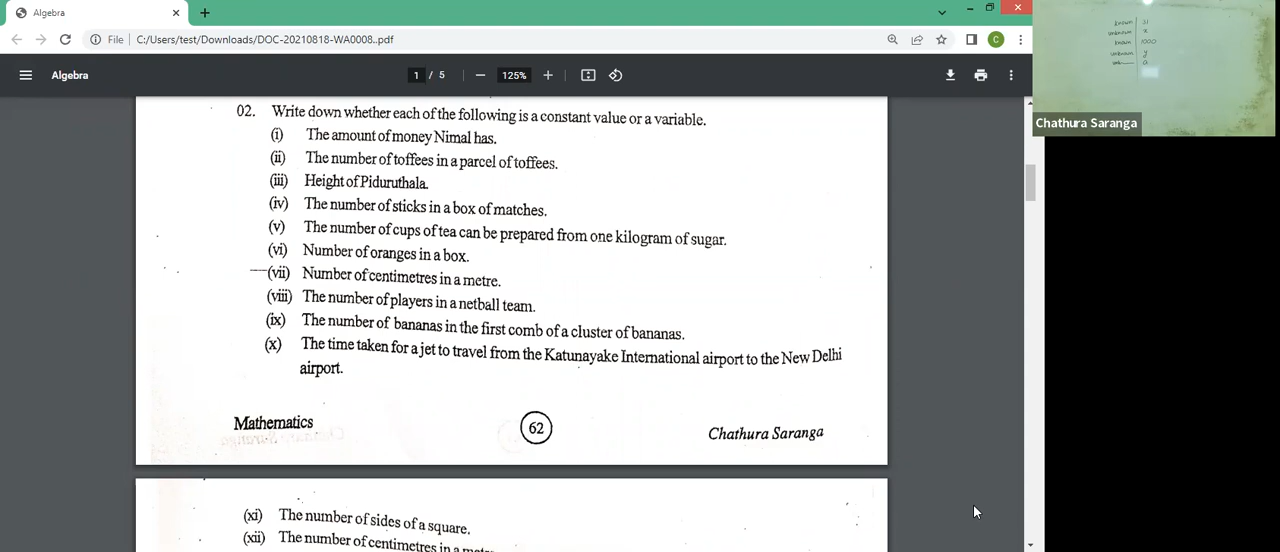 Algebra
File C:/Users/test/Downloads/DOC-20210818-WA0008..pdf
C
Algebra
1 / 5
125%
02. Write down whether each of the following is a constant value or a variable.
(i) The amount of money Nimal has.
(ii) The number of toffees in a parcel of toffees.
(iii) Height of Piduruthala.
(iv) The number of sticks in a box of matches.
(v) The number of cups of tea can be prepared from one kilogram of sugar.
(vi) Number of oranges in a box.
(vii) Number of centimetres in a metre.
(viii) The number of players in a netball team.
(ix) The number of bananas in the first comb of a cluster of bananas.
(x) The time taken for a jet to travel from the Katunayake International airport to the New Delhi
airport.
Mathematics 62 Chathura Saranga
(xi) The number of sides of a square.
(xii) The number of centimetres in a
known 31
unknown x
known 1000
unknown y
a
Chathura Saranga